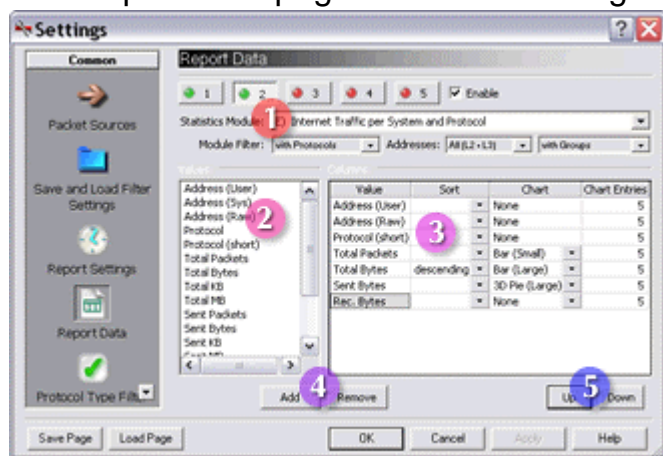 Settings
Common
Report Data
1 2 3 4 5 Enable
Packet Sources
Statistics Module: Internet Traffic per System and Protocol
Module Filter: with Protocols Addresses: All(L2+L3) with Groups
Save and Load Filter Settings
Values
Columns
Address (User)
Address (Sys)
Address (Raw)
Protocol
Protocol (short)
Total Packets
Total Bytes
Total KB
Total MB
Sent Packets
Sent Bytes
Sent KB
Value Sort Chart Chart Entries
Address (User) None 5
Address (Raw) None 5
Protocol (short) None 5
Total Packets Bar (Small) 5
Total Bytes descending Bar (Large) 5
Sent Bytes 3D Pie (Large) 5
Rec. Bytes None 5
1
2
3
4
5
Report Settings
Report Data
Protocol Type Filt
Add Remove Up Down
Save Page Load Page OK Cancel Apply Help